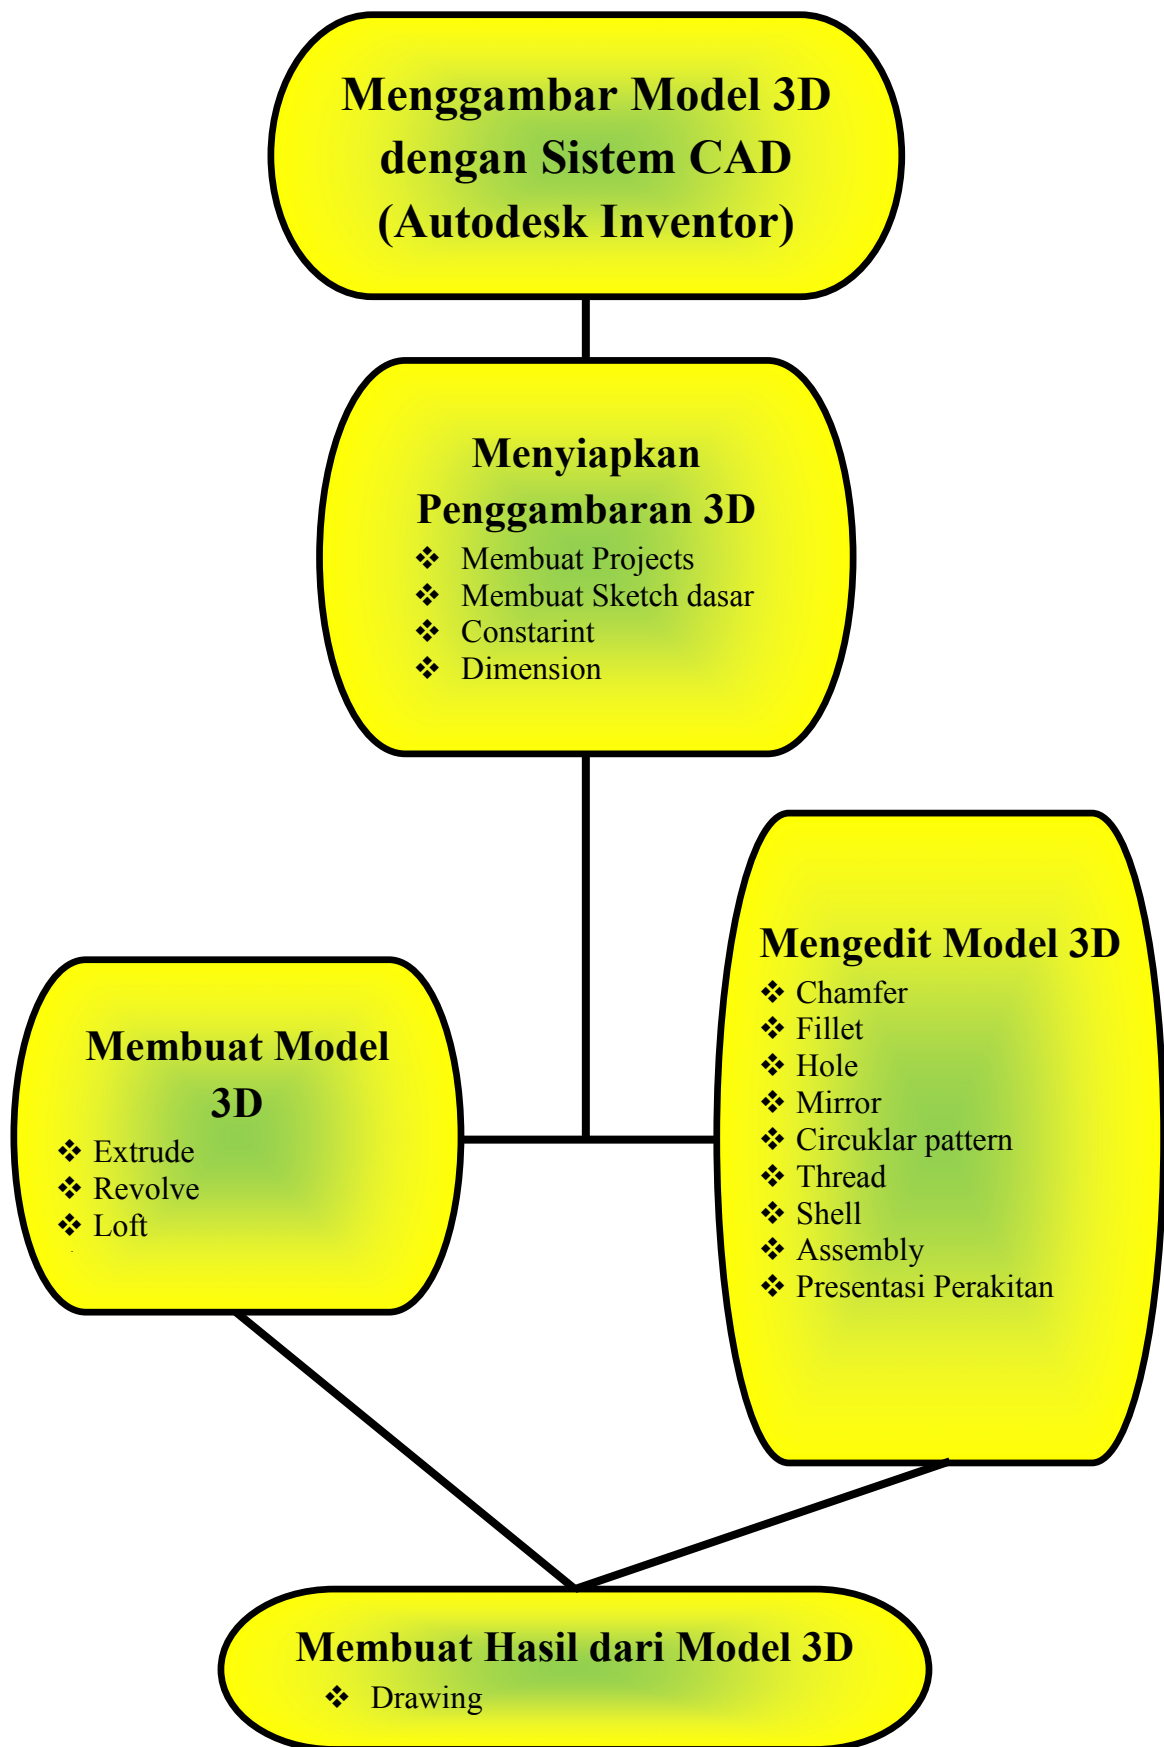 Menggambar Model 3D
dengan Sistem CAD
(Autodesk Inventor)
Menyiapkan
Penggambaran 3D
❖ Membuat Projects
❖ Membuat Sketch dasar
❖ Constarint
❖ Dimension
Membuat Model
3D
❖ Extrude
❖ Revolve
❖ Loft
Mengedit Model 3D
❖ Chamfer
❖ Fillet
❖ Hole
❖ Mirror
❖ Circuklar pattern
❖ Thread
❖ Shell
❖ Assembly
❖ Presentasi Perakitan
Membuat Hasil dari Model 3D
❖ Drawing